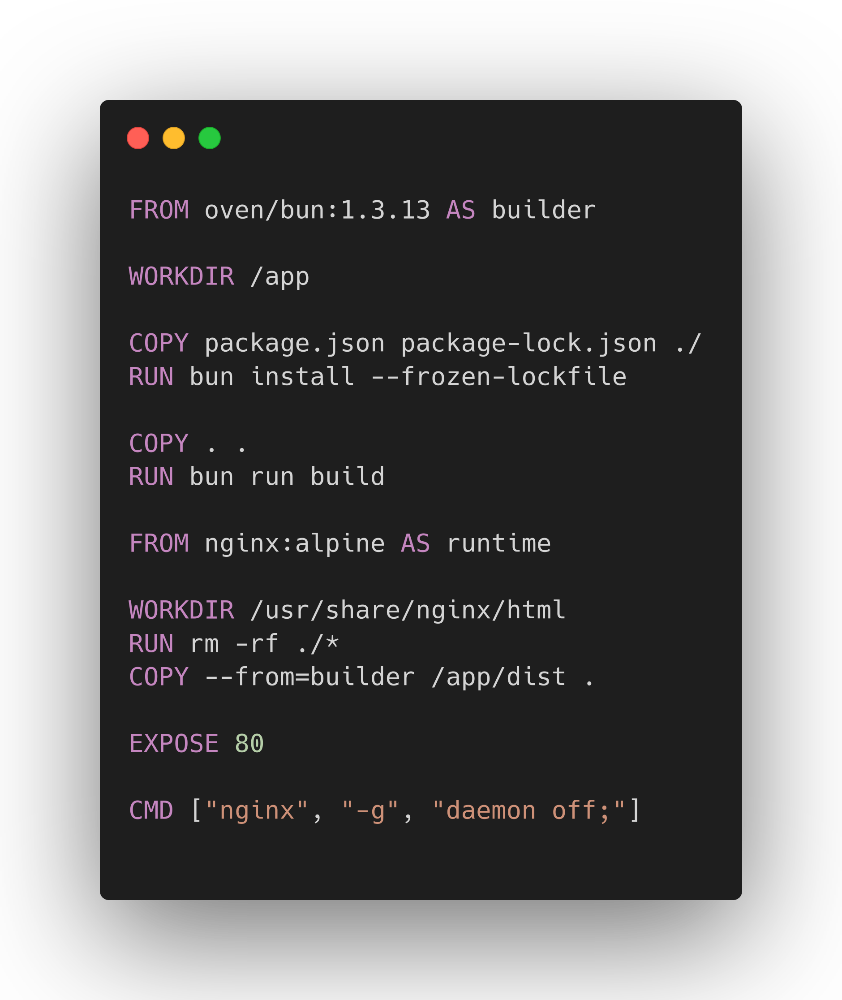 FROM oven/bun:1.3.13 AS builder
WORKDIR /app
COPY package.json package-lock.json ./
RUN bun install --frozen-lockfile
COPY . .
RUN bun run build
FROM nginx:alpine AS runtime
WORKDIR /usr/share/nginx/html
RUN rm -rf ./*
COPY --from=builder /app/dist .
EXPOSE 80
CMD ["nginx", "-g", "daemon off;"]